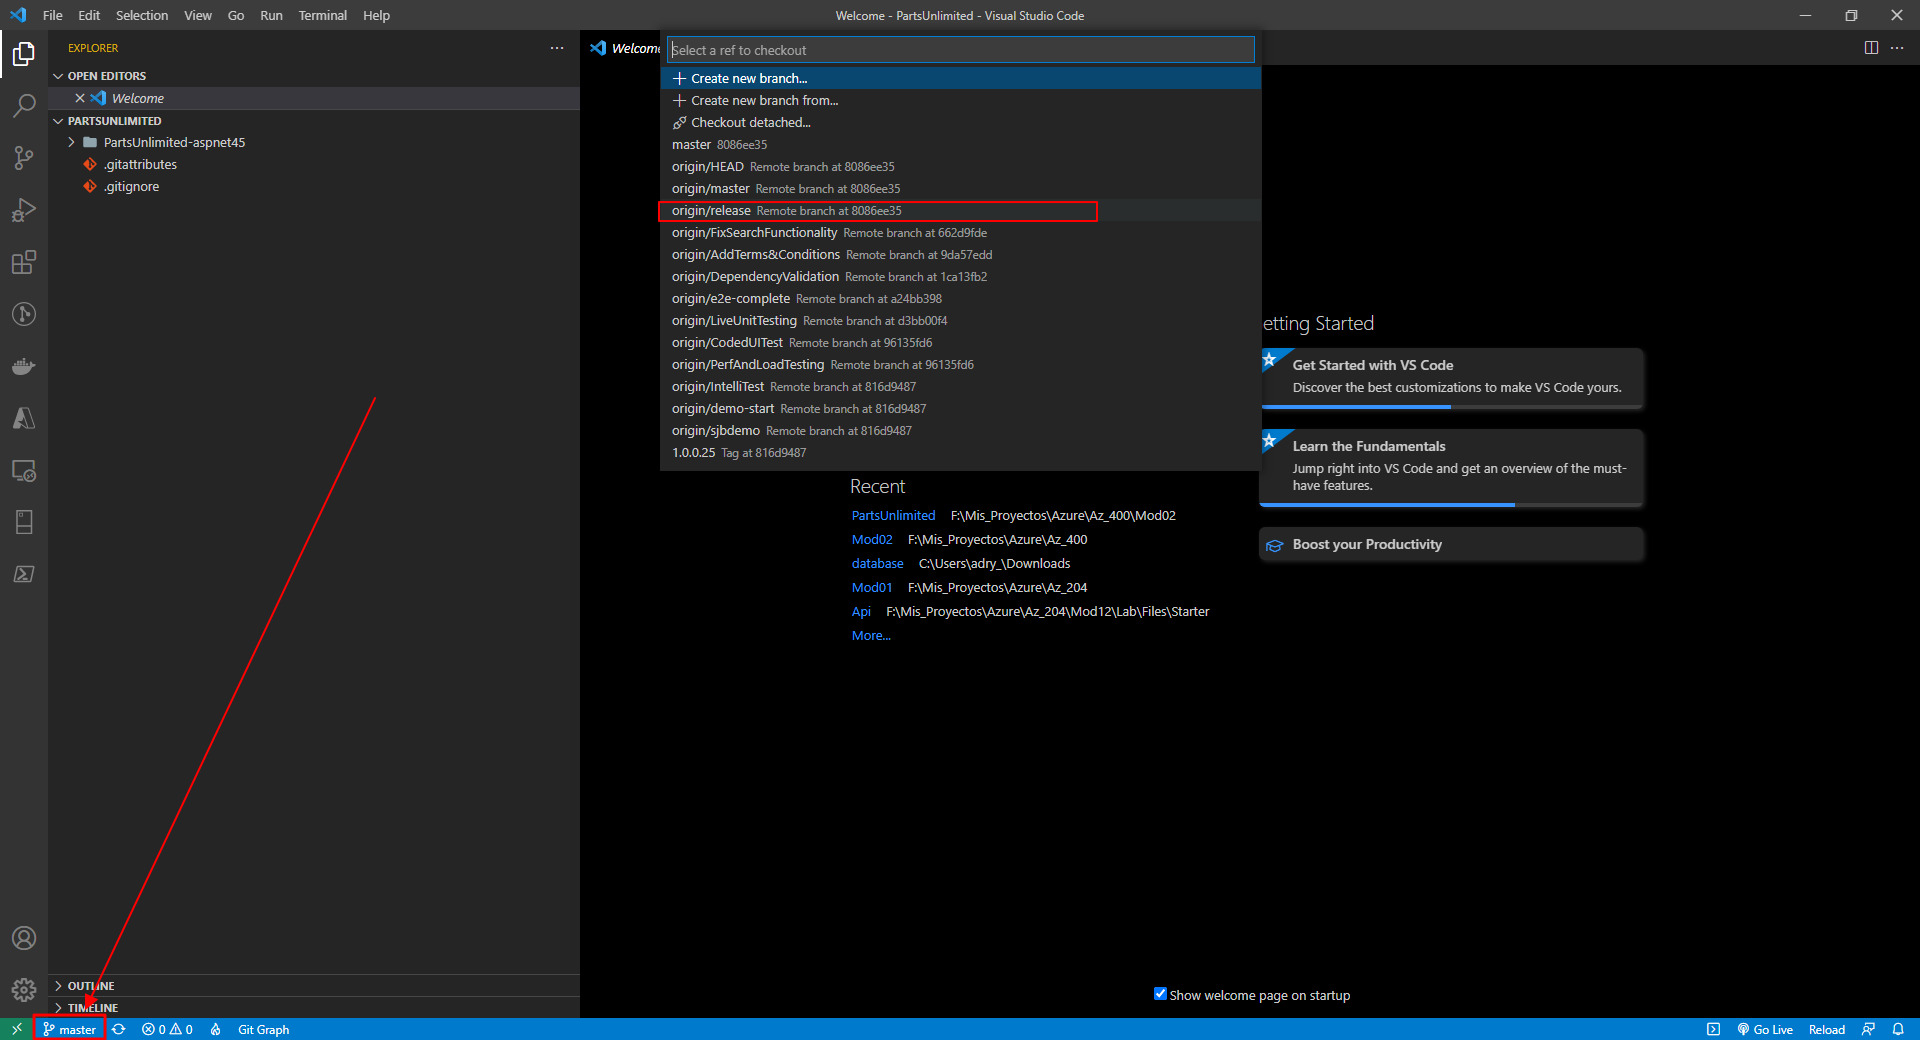 File Edit Selection View Go Run Terminal Help
Welcome - PartsUnlimited - Visual Studio Code
EXPLORER
OPEN EDITORS
Welcome
PARTSUNLIMITED
PartsUnlimited-aspnet45
.gitattributes
.gitignore
OUTLINE
TIMELINE
Welcome
Select a ref to checkout
Create new branch...
Create new branch from...
Checkout detached...
master 8086ee35
origin/HEAD Remote branch at 8086ee35
origin/master Remote branch at 8086ee35
origin/release Remote branch at 8086ee35
origin/FixSearchFunctionality Remote branch at 662d9fde
origin/AddTerms&Conditions Remote branch at 9da57edd
origin/DependencyValidation Remote branch at 1ca13fb2
origin/e2e-complete Remote branch at a24bb398
origin/LiveUnitTesting Remote branch at d3bb00f4
origin/CodedUITest Remote branch at 96135fd6
origin/PerfAndLoadTesting Remote branch at 96135fd6
origin/IntelliTest Remote branch at 816d9487
origin/demo-start Remote branch at 816d9487
origin/sjbdemo Remote branch at 816d9487
1.0.0.25 Tag at 816d9487
Recent
PartsUnlimited F:\Mis_Proyectos\Azure\Az_400\Mod02
Mod02 F:\Mis_Proyectos\Azure\Az_400
database C:\Users\adry_\Downloads
Mod01 F:\Mis_Proyectos\Azure\Az_204
Api F:\Mis_Proyectos\Azure\Az_204\Mod12\Lab\Files\Starter
More...
etting Started
Get Started with VS Code
Discover the best customizations to make VS Code yours.
Learn the Fundamentals
Jump right into VS Code and get an overview of the must-
have features.
Boost your Productivity
Show welcome page on startup
master 0 0 Git Graph
Go Live Reload